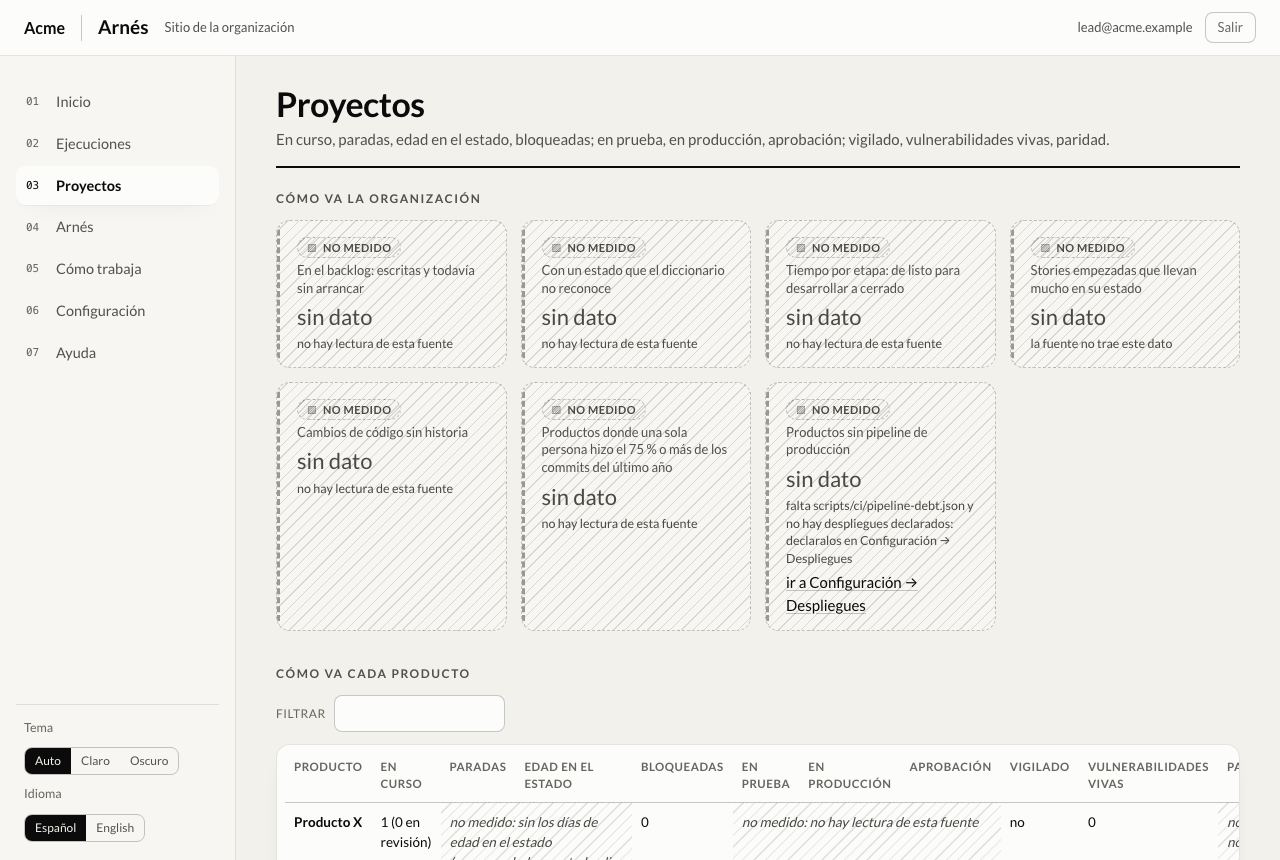 Acme
Arnés
Sitio de la organización
lead@acme.example
Salir
01 Inicio
02 Ejecuciones
03 Proyectos
04 Arnés
05 Cómo trabaja
06 Configuración
07 Ayuda
Tema
Auto Claro Oscuro
Idioma
Español English
Proyectos
En curso, paradas, edad en el estado, bloqueadas; en prueba, en producción, aprobación; vigilado, vulnerabilidades vivas, paridad.
CÓMO VA LA ORGANIZACIÓN
NO MEDIDO
En el backlog: escritas y todavía
sin arrancar
sin dato
no hay lectura de esta fuente
NO MEDIDO
Con un estado que el diccionario
no reconoce
sin dato
no hay lectura de esta fuente
NO MEDIDO
Tiempo por etapa: de listo para
desarrollar a cerrado
sin dato
no hay lectura de esta fuente
NO MEDIDO
Stories empezadas que llevan
mucho en su estado
sin dato
la fuente no trae este dato
NO MEDIDO
Cambios de código sin historia
sin dato
no hay lectura de esta fuente
NO MEDIDO
Productos donde una sola
persona hizo el 75 % o más de los
commits del último año
sin dato
no hay lectura de esta fuente
NO MEDIDO
Productos sin pipeline de
producción
sin dato
falta scripts/ci/pipeline-debt.json y
no hay despliegues declarados:
declaralos en Configuración →
Despliegues
ir a Configuración →
Despliegues
CÓMO VA CADA PRODUCTO
FILTRAR
PRODUCTO
EN
CURSO
PARADAS
EDAD EN EL
ESTADO
BLOQUEADAS
EN
PRUEBA
EN
PRODUCCIÓN
APROBACIÓN
VIGILADO
VULNERABILIDADES
VIVAS
Producto X
1 (0 en
revisión)
no medido: sin los días de
edad en el estado
0
no medido: no hay lectura de esta fuente
no
0